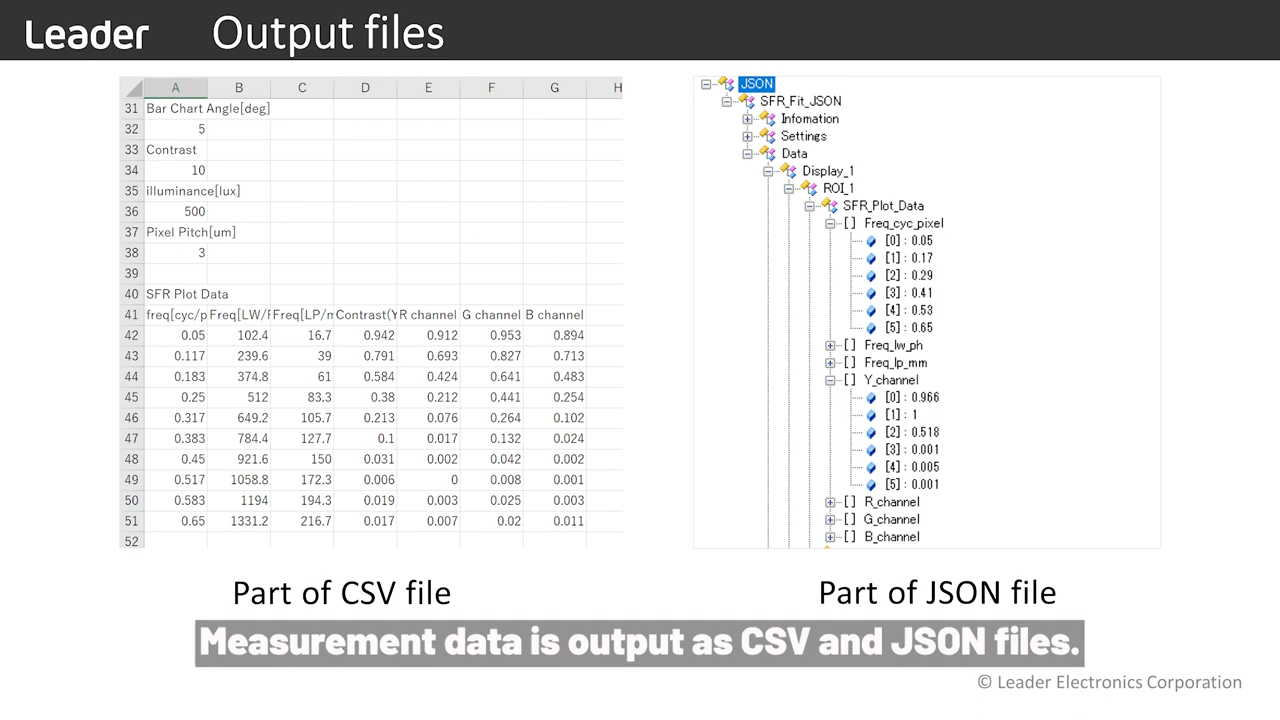 Leader Output files
A B C D E F G H
31 Bar Chart Angle[deg]
32 5
33 Contrast
34 10
35 illuminance[lux]
36 500
37 Pixel Pitch[um]
38 3
39
40 SFR Plot Data
41 freq[cyc/p Freq[LW/F Freq[LP/m Contrast(Y R channel G channel B channel
42 0.05 102.4 16.7 0.942 0.912 0.953 0.894
43 0.117 239.6 39 0.791 0.693 0.827 0.713
44 0.183 374.8 61 0.584 0.424 0.641 0.483
45 0.25 512 83.3 0.38 0.212 0.441 0.254
46 0.317 649.2 105.7 0.213 0.076 0.264 0.102
47 0.383 784.4 127.7 0.1 0.017 0.132 0.024
48 0.45 921.6 150 0.031 0.002 0.042 0.002
49 0.517 1058.8 172.3 0.006 0 0.008 0.001
50 0.583 1194 194.3 0.019 0.003 0.025 0.003
51 0.65 1331.2 216.7 0.017 0.007 0.02 0.011
52
JSON
SFR_Fit_JSON
Infomation
Settings
Data
Display_1
ROI_1
SFR_Plot_Data
[] Freq_cyc_pixel
[0] : 0.05
[1] : 0.17
[2] : 0.29
[3] : 0.41
[4] : 0.53
[5] : 0.65
[] Freq_lw_ph
[] Freq_lp_mm
[] Y_channel
[0] : 0.966
[1] : 1
[2] : 0.518
[3] : 0.001
[4] : 0.005
[5] : 0.001
[] R_channel
[] G_channel
[] B_channel
Part of CSV file
Part of JSON file
Measurement data is output as CSV and JSON files.
© Leader Electronics Corporation